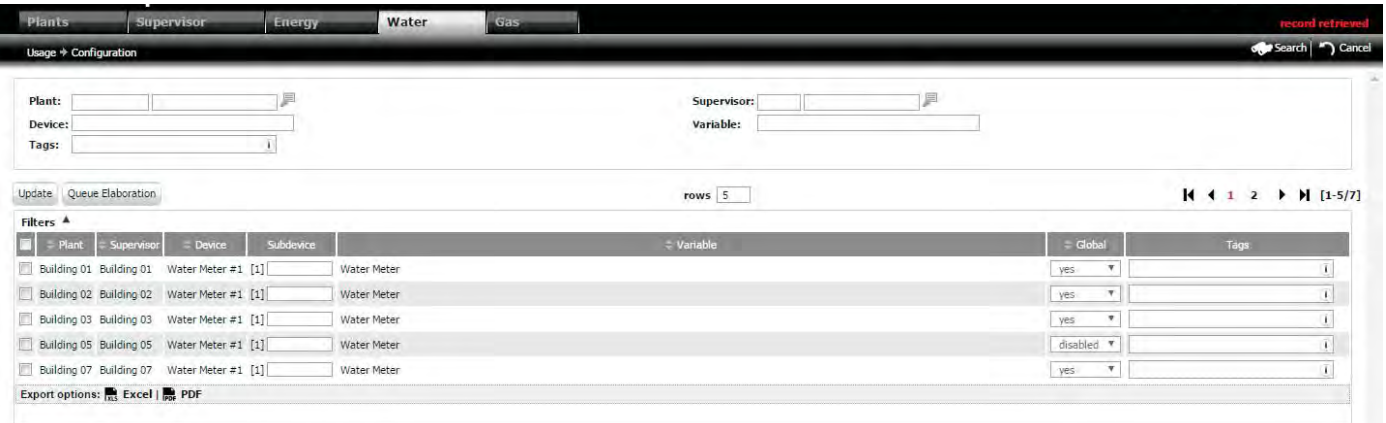 Plants Supervisor Energy Water Gas record retrieved
Usage Configuration Search | Cancel
Plant: Supervisor:
Device: Variable:
Tags: i
Update Queue Elaboration rows 5 1 2 [1-5/7]
Filters
Plant Supervisor Device Subdevice Variable Global Tags
Building 01 Building 01 Water Meter #1 [1] Water Meter yes i
Building 02 Building 02 Water Meter #1 [1] Water Meter yes i
Building 03 Building 03 Water Meter #1 [1] Water Meter yes i
Building 05 Building 05 Water Meter #1 [1] Water Meter disabled i
Building 07 Building 07 Water Meter #1 [1] Water Meter yes i
Export options: XLS Excel | PDF PDF